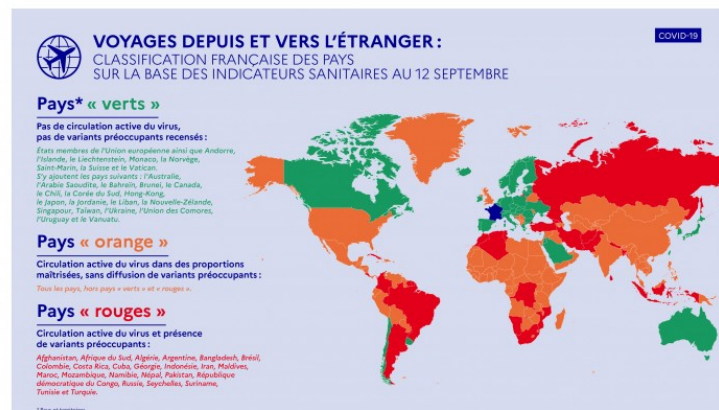 VOYAGES DEPUIS ET VERS L'ÉTRANGER :
COVID-19
CLASSIFICATION FRANÇAISE DES PAYS
SUR LA BASE DES INDICATEURS SANITAIRES AU 12 SEPTEMBRE
Pays* « verts »
Pas de circulation active du virus,
pas de variants préoccupants recensés :
États membres de l'Union européenne ainsi que Andorre,
l'Islande, le Liechtenstein, Monaco, la Norvège,
Saint-Marin, la Suisse et le Vatican.
S'y ajoutent les pays suivants : l'Australie,
l'Arabie Saoudite, le Bahreïn, Brunei, le Canada,
le Chili, la Corée du Sud, Hong-Kong,
le Japon, la Jordanie, le Liban, la Nouvelle-Zélande,
Singapour, Taïwan, l'Ukraine, l'Union des Comores,
l'Uruguay et le Vanuatu.
Pays « orange »
Circulation active du virus dans des proportions
maîtrisées, sans diffusion de variants préoccupants :
Tous les pays, hors pays « verts » et « rouges ».
Pays « rouges »
Circulation active du virus et présence
de variants préoccupants :
Afghanistan, Afrique du Sud, Algérie, Argentine, Bangladesh, Brésil,
Colombie, Costa Rica, Cuba, Géorgie, Indonésie, Iran, Maldives,
Maroc, Mozambique, Namibie, Népal, Pakistan, République
démocratique du Congo, Russie, Seychelles, Suriname,
Tunisie et Turquie.